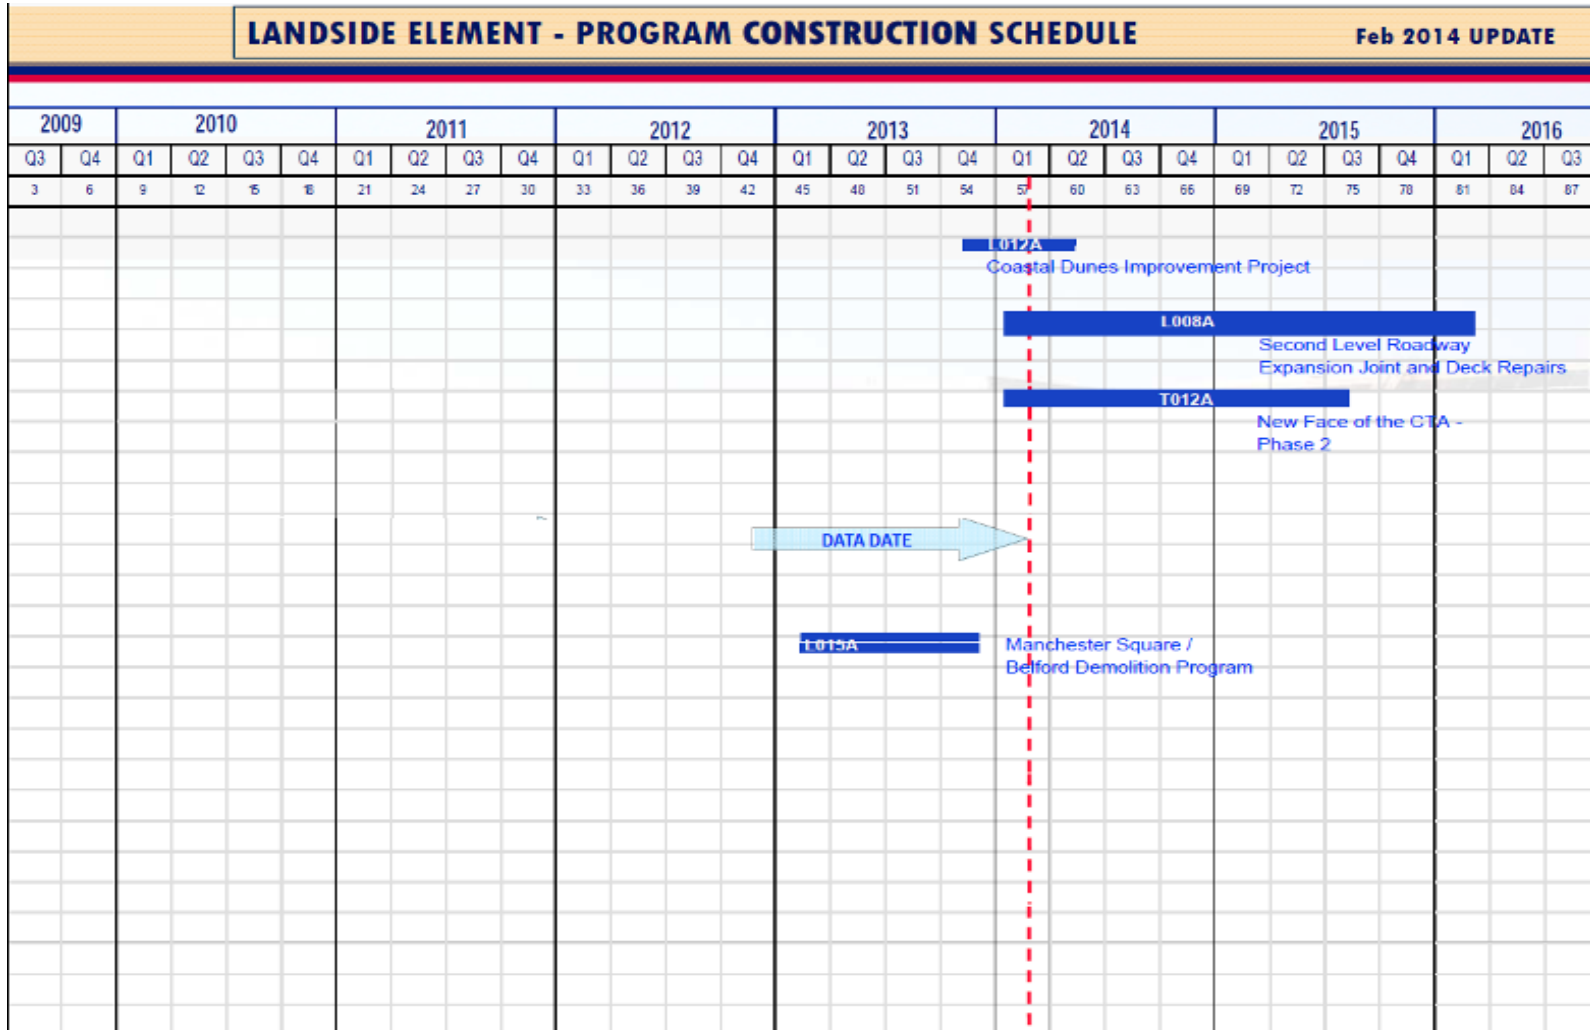 LANDSIDE ELEMENT - PROGRAM CONSTRUCTION SCHEDULE
Feb 2014 UPDATE
2009 2010 2011 2012 2013 2014 2015 2016
Q3 Q4 Q1 Q2 Q3 Q4 Q1 Q2 Q3 Q4 Q1 Q2 Q3 Q4 Q1 Q2 Q3 Q4 Q1 Q2 Q3 Q4 Q1 Q2 Q3 Q4 Q1 Q2 Q3
3 6 9 12 15 18 21 24 27 30 33 36 39 42 45 48 51 54 57 60 63 66 69 72 75 78 81 84 87
L012A
Coastal Dunes Improvement Project
L008A
Second Level Roadway
Expansion Joint and Deck Repairs
T012A
New Face of the CTA -
Phase 2
DATA DATE
L015A
Manchester Square /
Belford Demolition Program